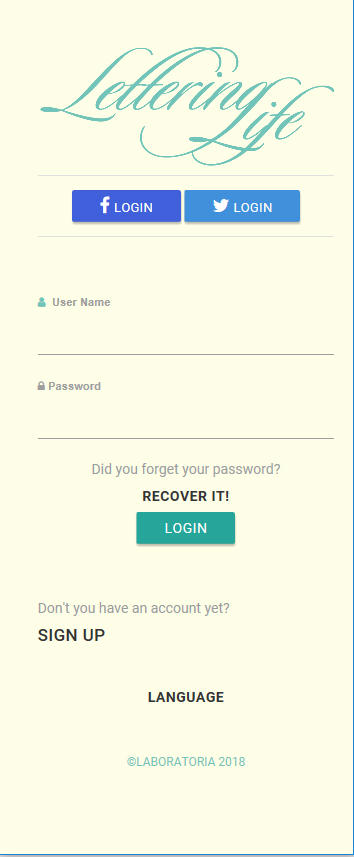 Lettering
Life
LOGIN
LOGIN
User Name
Password
Did you forget your password?
RECOVER IT!
LOGIN
Don't you have an account yet?
SIGN UP
LANGUAGE
©LABORATORIA 2018